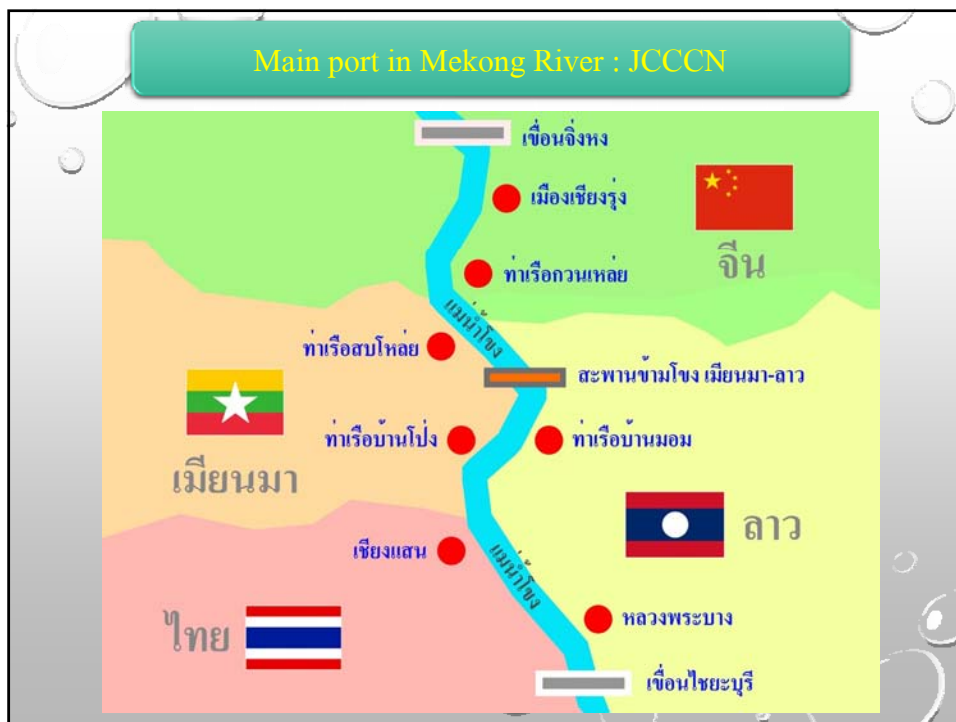 Main port in Mekong River : JCCCN
เขื่อนจิ่งหง
เมืองเชียงรุ่ง
จีน
ท่าเรือกวนเหล่ย
แม่น้ำโขง
ท่าเรือสบโหล่ย
สะพานข้ามโขง เมียนมา-ลาว
ท่าเรือบ้านโป่ง
ท่าเรือบ้านมอม
เมียนมา
ลาว
เชียงแสน
แม่น้ำโขง
ไทย
หลวงพระบาง
เขื่อนไชยะบุรี